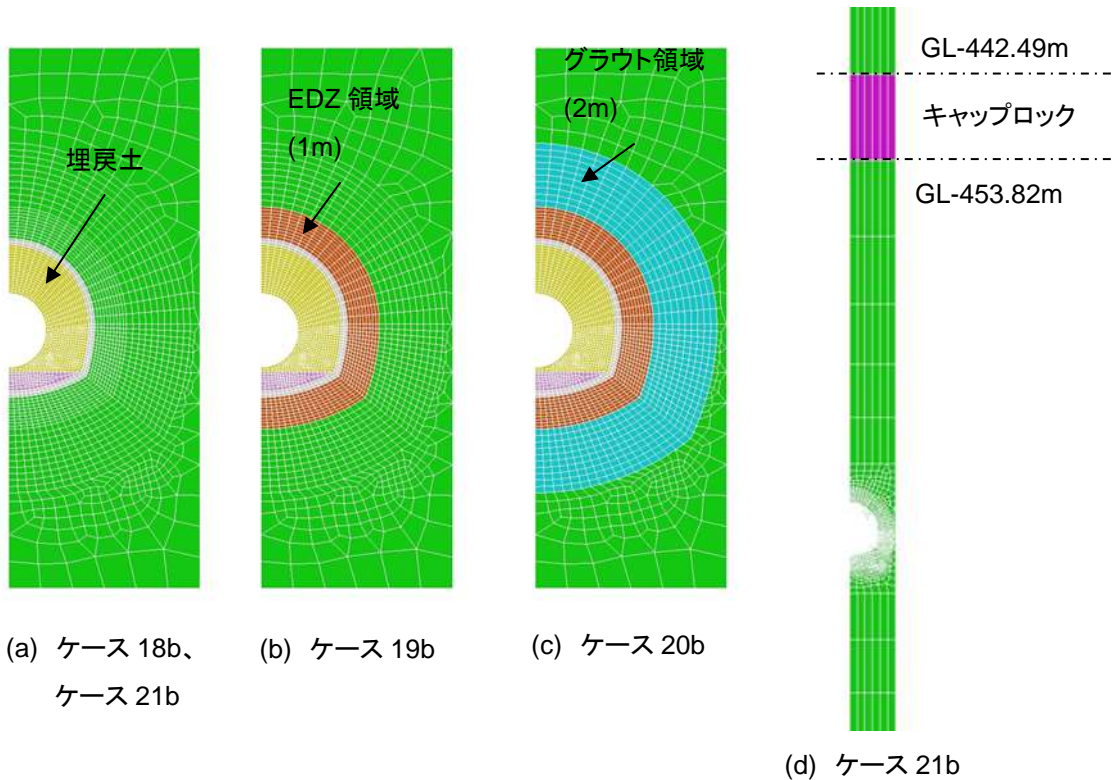 埋戻土
EDZ 領域
(1m)
グラウト領域
(2m)
GL-442.49m
キャップロック
GL-453.82m
(a) ケース 18b、
ケース 21b
(b) ケース 19b
(c) ケース 20b
(d) ケース 21b